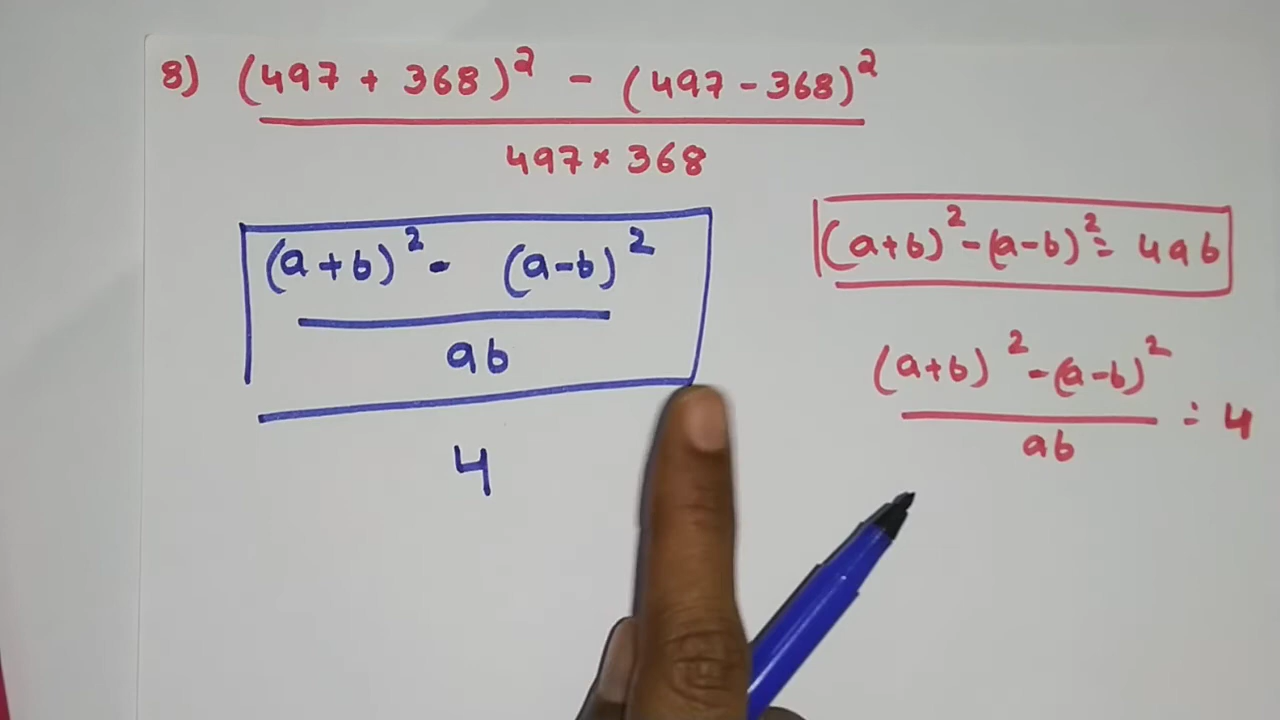 8) (497 + 368)² - (497 - 368)²
497 × 368
(a+b)² - (a-b)²
ab
4
(a+b)² - (a-b)² = 4ab
(a+b)² - (a-b)² = 4
ab